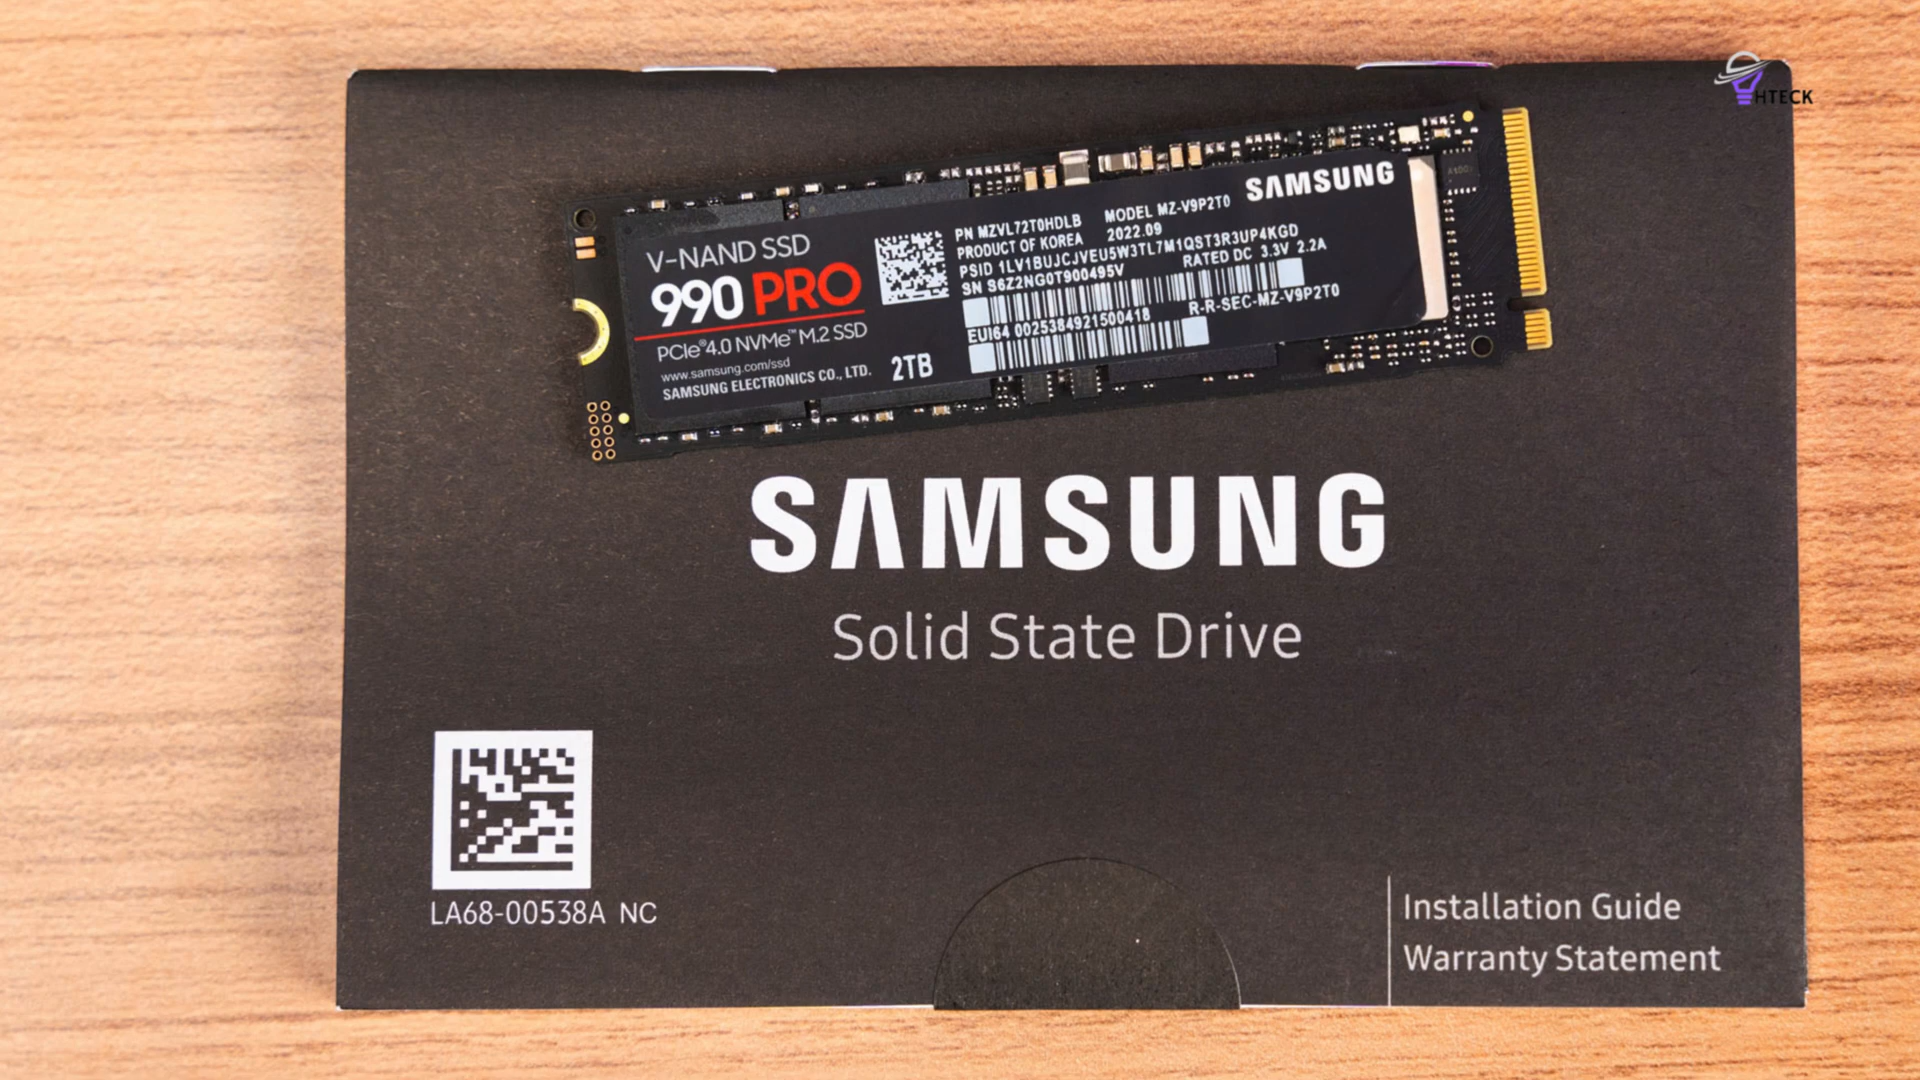 HTECK
SAMSUNG
V-NAND SSD
990 PRO
PCIe®4.0 NVMe™ M.2 SSD
www.samsung.com/ssd
SAMSUNG ELECTRONICS CO., LTD.
2TB
PN MZVL72T0HDLB MODEL MZ-V9P2T0
PRODUCT OF KOREA 2022.09
PSID 1LV1BUJCJVEU5W3TL7M1QST3R3UP4KGD
SN S6Z2NG0T900495V RATED DC 3.3V 2.2A
EUI64 0025384921500418 R-R-SEC-MZ-V9P2T0
SAMSUNG
Solid State Drive
LA68-00538A NC
Installation Guide
Warranty Statement